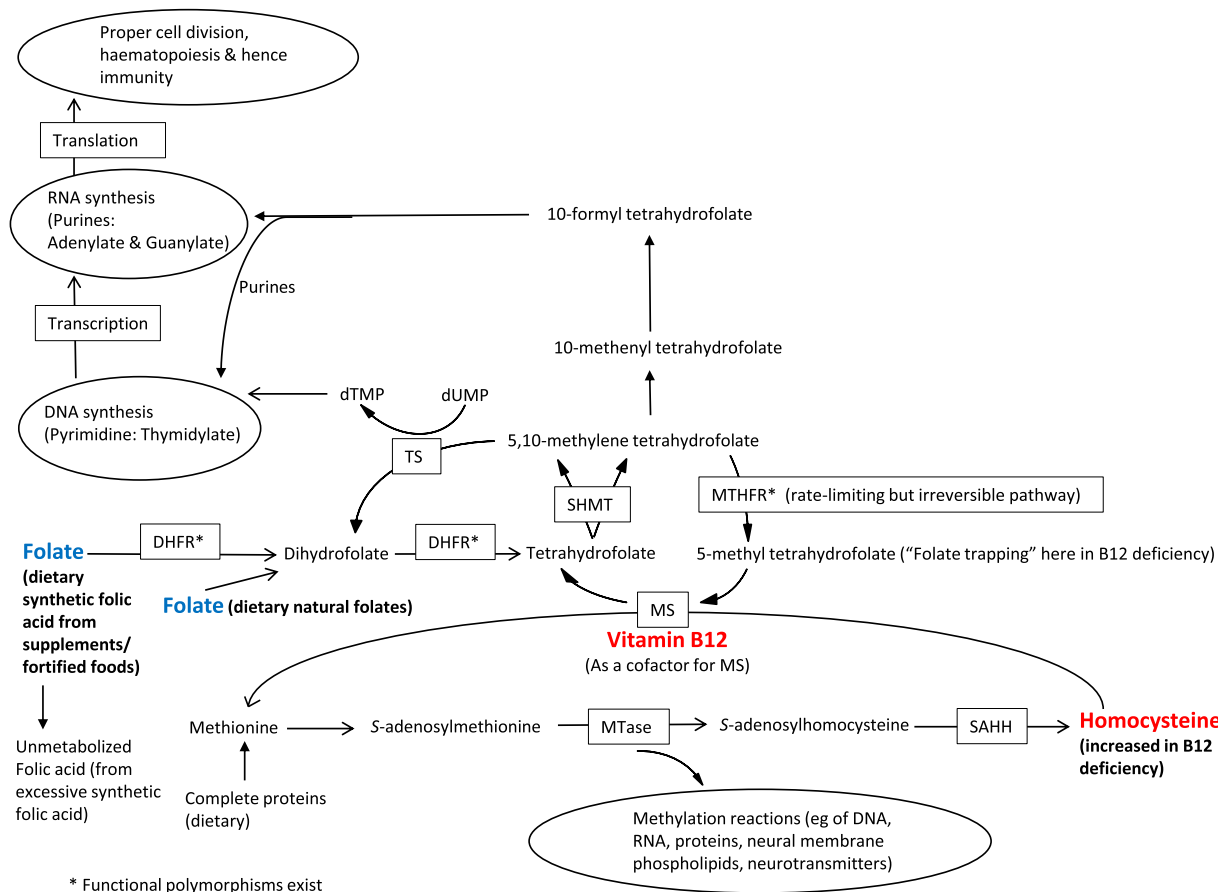 Proper cell division,
haematopoiesis & hence
immunity
Translation
RNA synthesis
(Purines:
Adenylate & Guanylate)
10-formyl tetrahydrofolate
Purines
Transcription
10-methenyl tetrahydrofolate
DNA synthesis
(Pyrimidine: Thymidylate)
dTMP
dUMP
5,10-methylene tetrahydrofolate
TS
SHMT
MTHFR* (rate-limiting but irreversible pathway)
Folate
(dietary
synthetic folic
acid from
supplements/
fortified foods)
DHFR*
Dihydrofolate
DHFR*
Tetrahydrofolate
5-methyl tetrahydrofolate (“Folate trapping” here in B12 deficiency)
Folate (dietary natural folates)
MS
Vitamin B12
(As a cofactor for MS)
Methionine
S-adenosylmethionine
MTase
S-adenosylhomocysteine
SAHH
Homocysteine
(increased in B12
deficiency)
Unmetabolized
Folic acid (from
excessive synthetic
folic acid)
Complete proteins
(dietary)
Methylation reactions (eg of DNA,
RNA, proteins, neural membrane
phospholipids, neurotransmitters)
* Functional polymorphisms exist